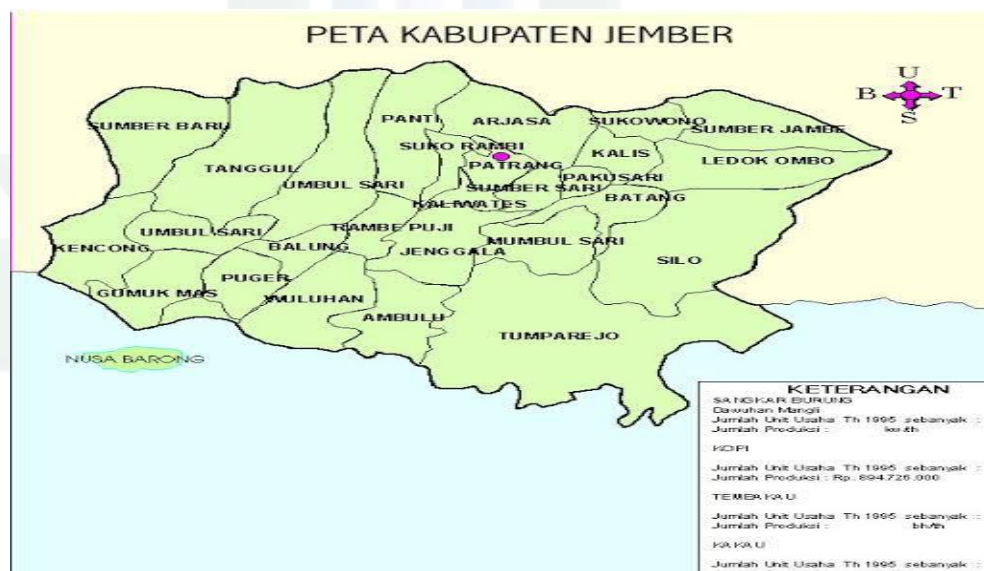 PETA KABUPATEN JEMBER
U
B T
S
PANTI
ARJASA
SUKOWONO
SUMBER BARU
SUMBER JAMBE
SUKO RAMBI
KALIS
TANGGUL
PATRANG
LEDOK OMBO
PAKUSARI
UMBUL SARI
SUMBER SARI
BATANG
KALIWATES
UMBUL SARI
RAMBE PUJI
KENCONG
BALUNG
JENGGALA
MUMBUL SARI
SILO
PUGER
GUMUK MAS
WULUHAN
AMBULU
TUMPAREJO
NUSA BARONG
KETERANGAN
SANGKAR BURUNG
Dawuhan Mangli
Jumlah Unit Usaha Th 1995 sebanyak :
Jumlah Produksi :
KOPI
Jumlah Unit Usaha Th 1995 sebanyak :
Jumlah Produksi : Rp. 894.726.000
TEMBAKAU
Jumlah Unit Usaha Th 1995 sebanyak :
Jumlah Produksi : bh/th
KAKAU
Jumlah Unit Usaha Th 1995 sebanyak :